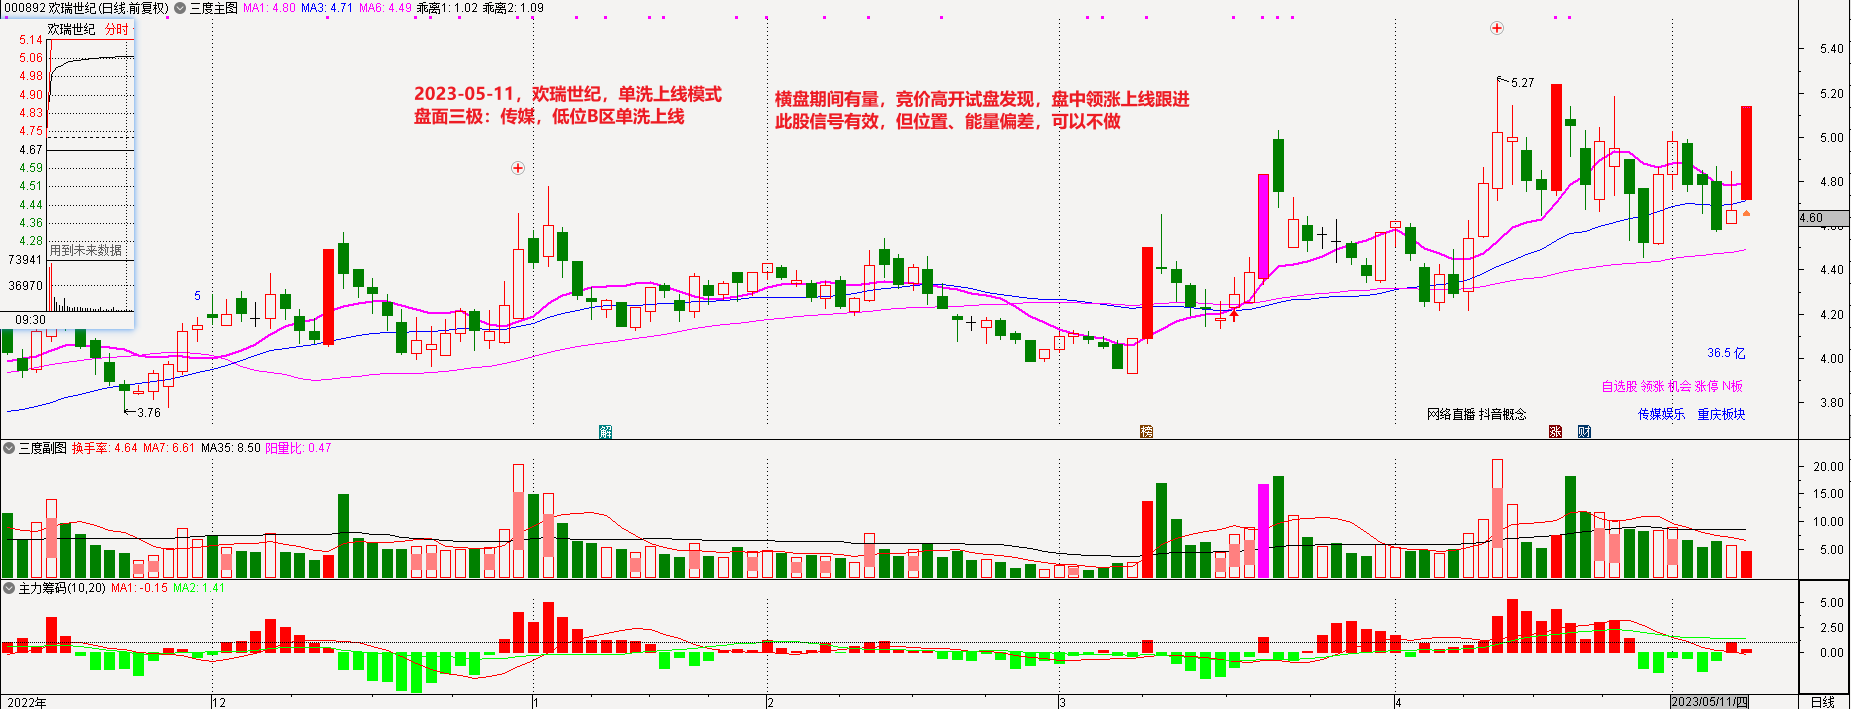 000892 欢瑞世纪(日线.前复权) 三度主图 MA1: 4.80 MA3: 4.71 MA6: 4.49 乖离1: 1.02 乖离2: 1.09
欢瑞世纪 分时
5.14
5.06
4.98
4.90
4.83
4.75
4.67
4.59
4.51
4.44
4.36
4.28
用到未来数据
73941
36970
09:30
2023-05-11，欢瑞世纪，单洗上线模式
盘面三极：传媒，低位B区单洗上线
横盘期间有量，竞价高开试盘发现，盘中领涨上线跟进
此股信号有效，但位置、能量偏差，可以不做
5.27
5
3.76
5.40
5.20
5.00
4.80
4.60
4.40
4.20
4.00
3.80
36.5 亿
自选股 领涨 机会 涨停 N板
网络直播 抖音概念 传媒娱乐 重庆板块
解 榜 涨 财
三度副图 换手率: 4.64 MA7: 6.61 MA35: 8.50 阳量比: 0.47
20.00
15.00
10.00
5.00
主力筹码(10,20) MA1: -0.15 MA2: 1.41
5.00
2.50
0.00
2022年 12 1 2 3 4 2023/05/11/四 日线